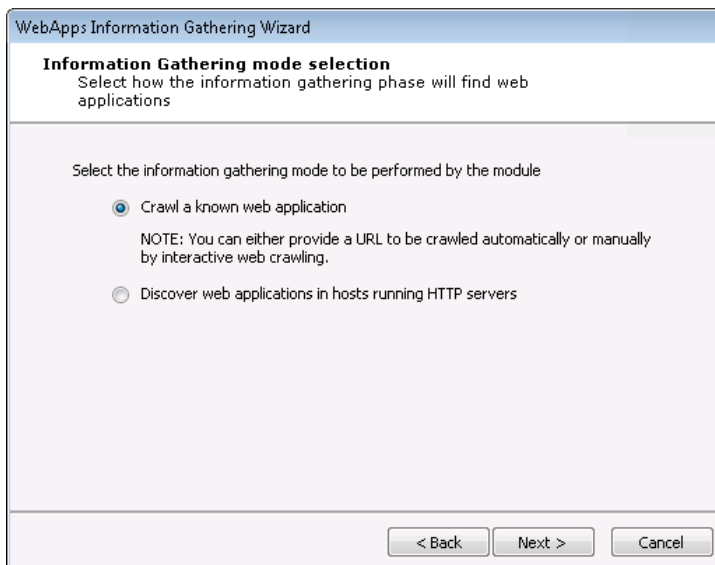 WebApps Information Gathering Wizard
Information Gathering mode selection
Select how the information gathering phase will find web
applications
Select the information gathering mode to be performed by the module
Crawl a known web application
NOTE: You can either provide a URL to be crawled automatically or manually
by interactive web crawling.
Discover web applications in hosts running HTTP servers
< Back Next > Cancel